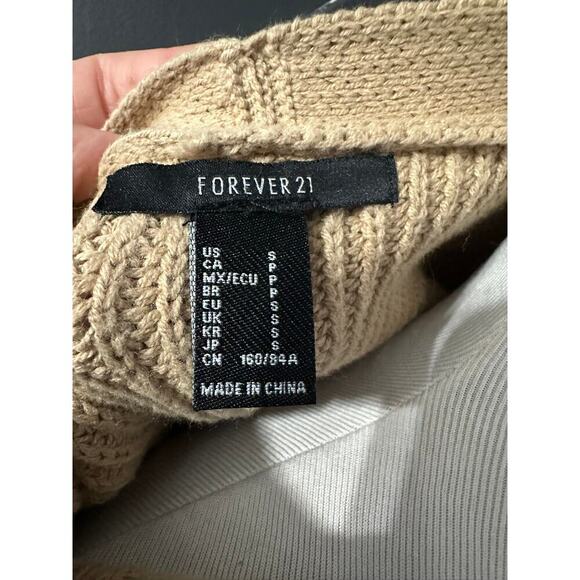 FOREVER 21
US S
CA P
MX/ECU P
BR P
EU S
UK S
KR S
JP S
CN 160/84A
MADE IN CHINA